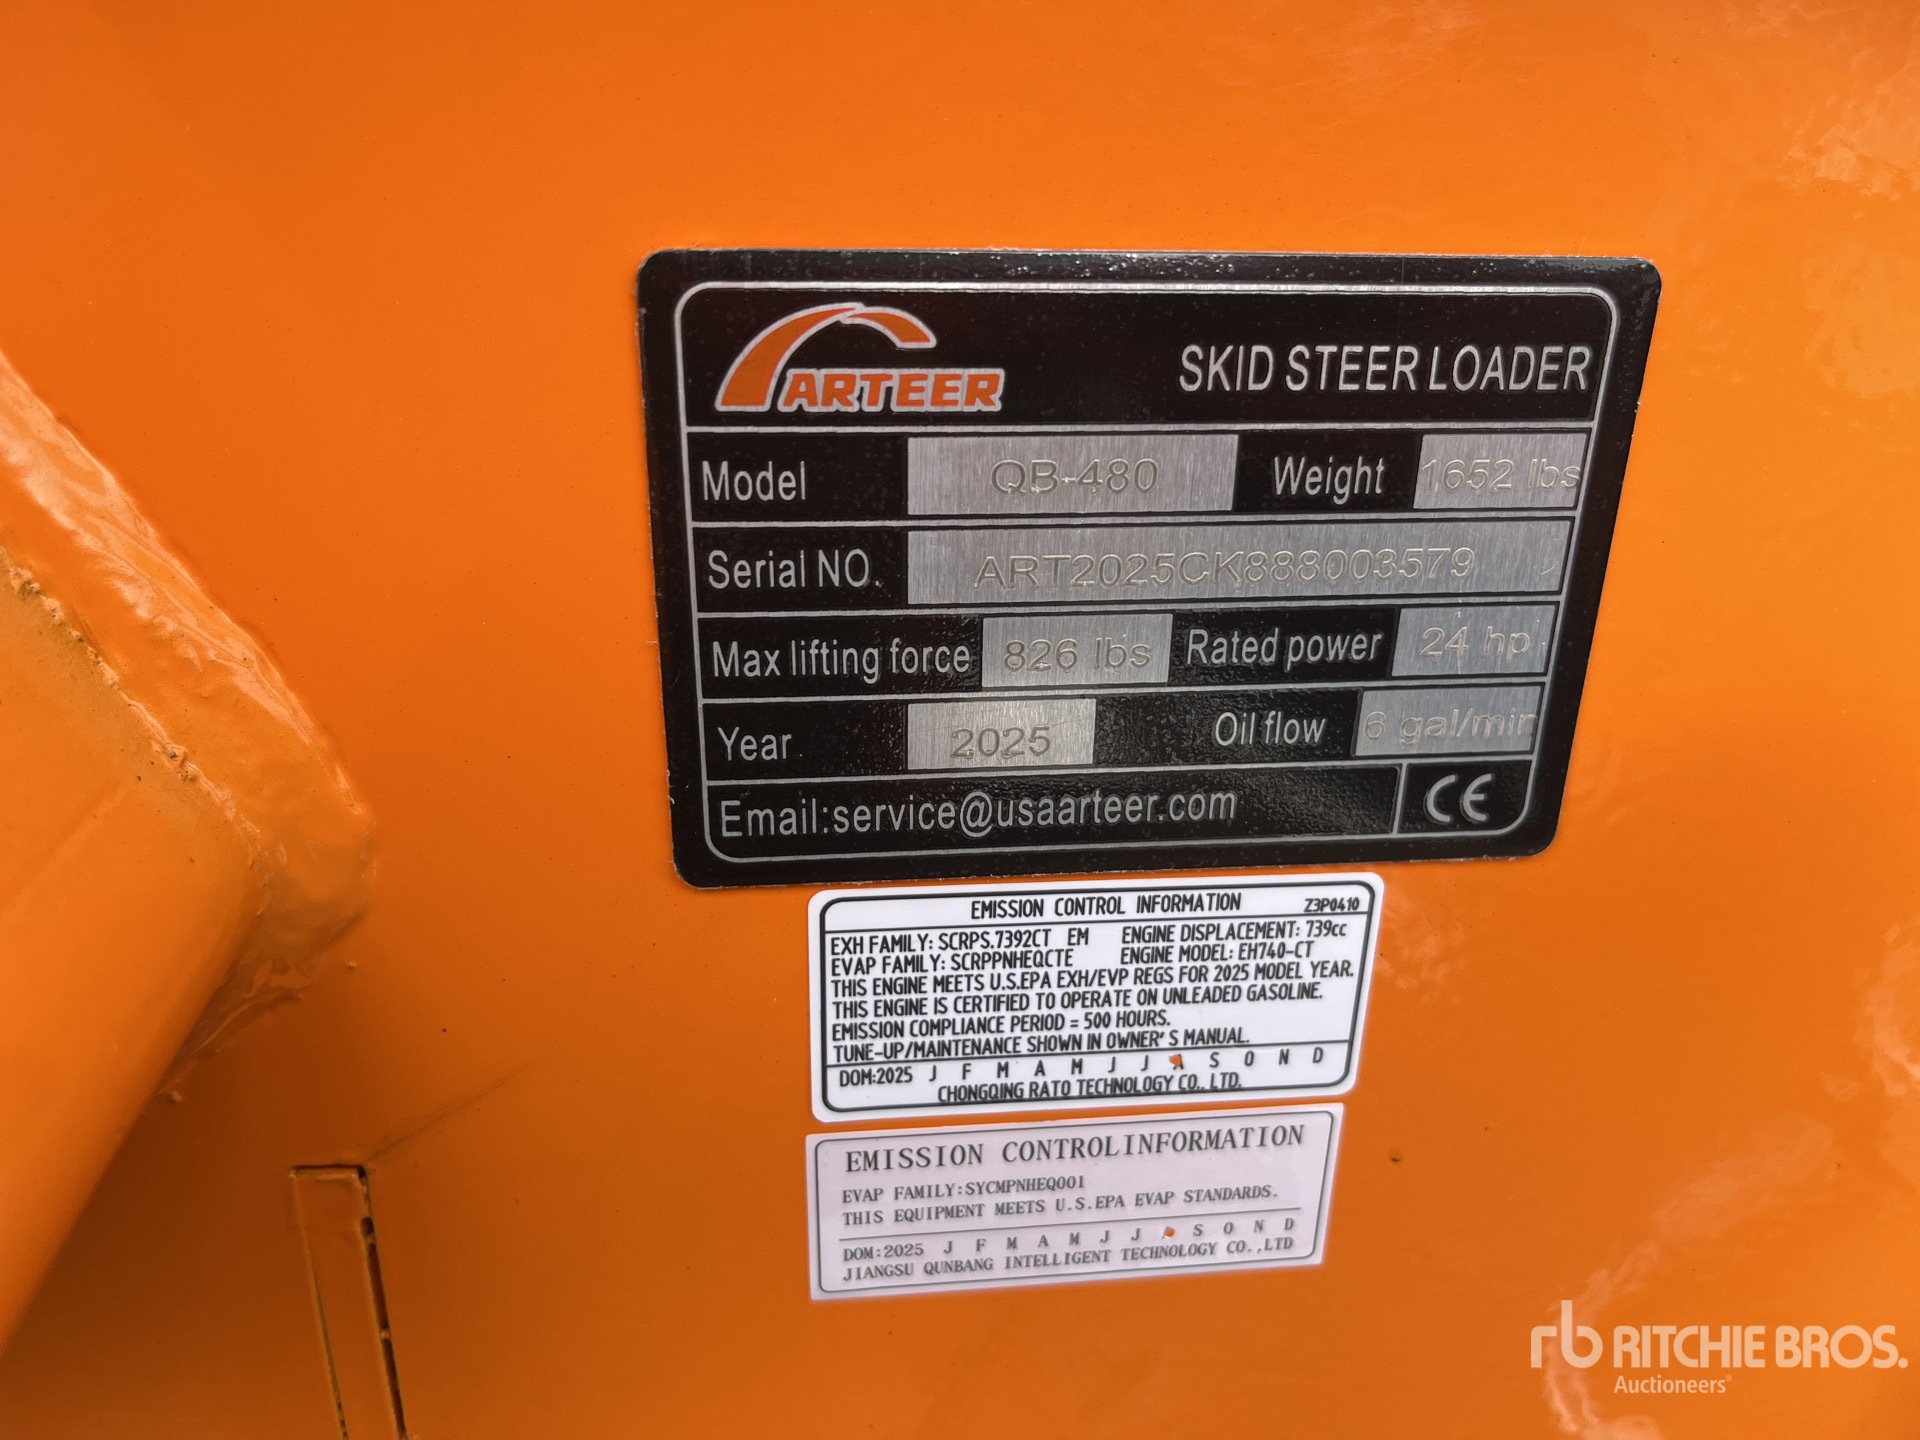 ARTEER SKID STEER LOADER
Model QB-480 Weight 1652 lbs
Serial NO. ART2025CK888003579
Max lifting force 826 lbs Rated power 24 hp
Year 2025 Oil flow 6 gal/min
Email:service@usaarteer.com CE
EMISSION CONTROL INFORMATION Z3P0410
EXH FAMILY: SCRPS.7392CT EM ENGINE DISPLACEMENT: 739cc
EVAP FAMILY: SCRPPNHEQCTE ENGINE MODEL: EH740-CT
THIS ENGINE MEETS U.S.EPA EXH/EVP REGS FOR 2025 MODEL YEAR.
THIS ENGINE IS CERTIFIED TO OPERATE ON UNLEADED GASOLINE.
EMISSION COMPLIANCE PERIOD = 500 HOURS.
TUNE-UP/MAINTENANCE SHOWN IN OWNER'S MANUAL.
DOM:2025 J F M A M J J S O N D
CHONGQING RATO TECHNOLOGY CO., LTD.
EMISSION CONTROLINFORMATION
EVAP FAMILY:SYCMPNHEQ001
THIS EQUIPMENT MEETS U.S.EPA EVAP STANDARDS.
DOM:2025 J F M A M J J S O N D
JIANGSU QUNBANG INTELLIGENT TECHNOLOGY CO.,LTD
rb RITCHIE BROS.
Auctioneers